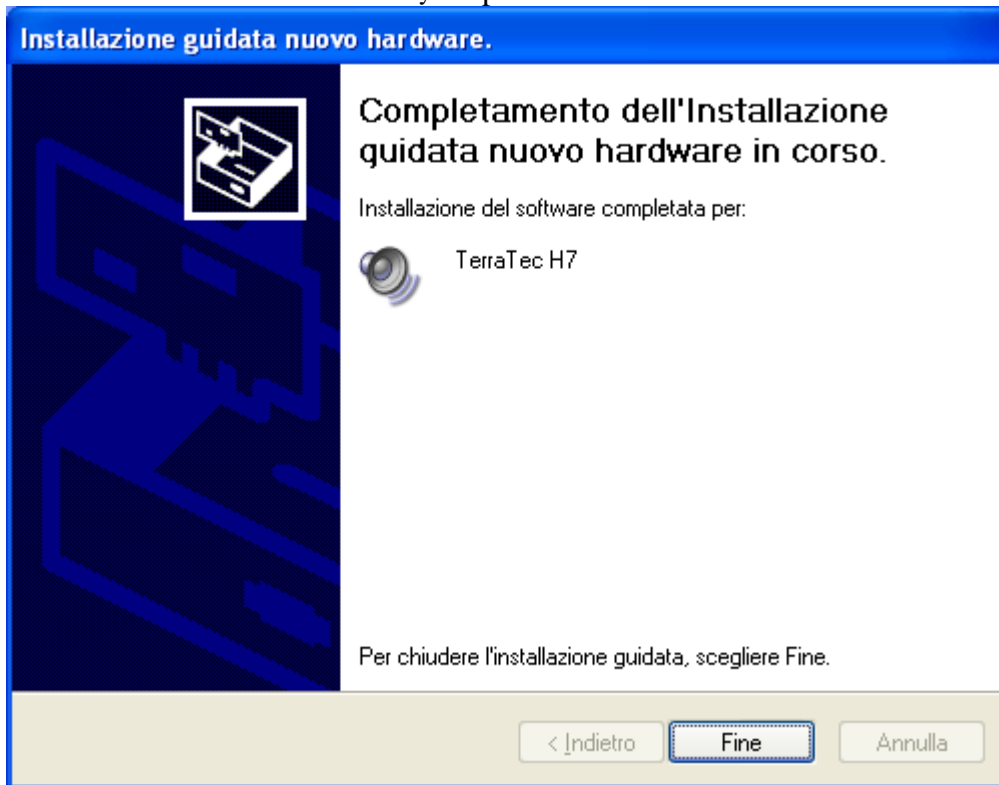 Installazione guidata nuovo hardware.
Completamento dell'Installazione
guidata nuovo hardware in corso.
Installazione del software completata per:
TerraTec H7
Per chiudere l'installazione guidata, scegliere Fine.
< Indietro
Fine
Annulla